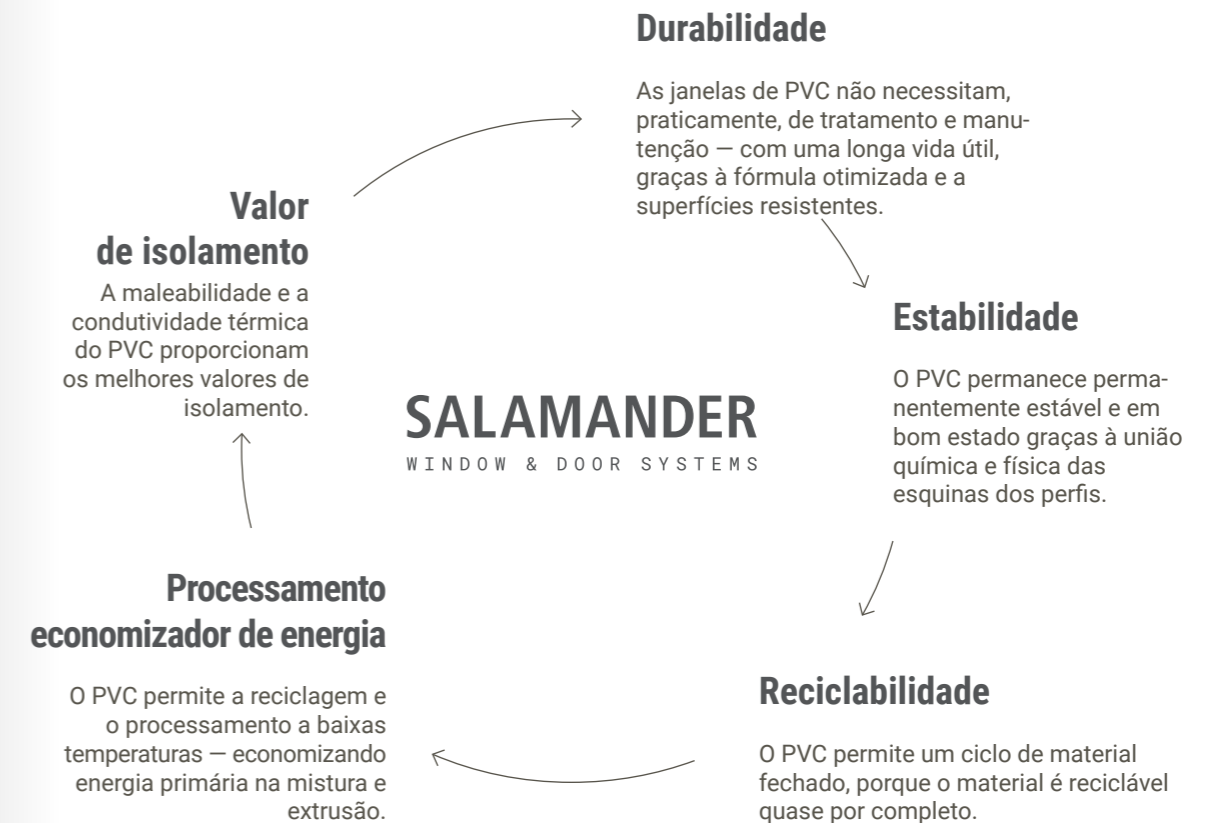 Durabilidade
As janelas de PVC não necessitam,
praticamente, de tratamento e manu-
tenção — com uma longa vida útil,
graças à fórmula otimizada e a
superfícies resistentes.
Estabilidade
O PVC permanece perma-
nentemente estável e em
bom estado graças à união
química e física das
esquinas dos perfis.
Reciclabilidade
O PVC permite um ciclo de material
fechado, porque o material é reciclável
quase por completo.
Processamento
economizador de energia
O PVC permite a reciclagem e
o processamento a baixas
temperaturas — economizando
energia primária na mistura e
extrusão.
Valor
de isolamento
A maleabilidade e a
condutividade térmica
do PVC proporcionam
os melhores valores de
isolamento.
SALAMANDER
WINDOW & DOOR SYSTEMS